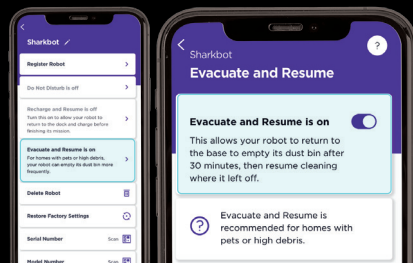 Sharkbot
Register Robot
Do Not Disturb is off
Recharge and Resume is off
Turn this on to allow your robot to
return to the dock and charge before
finishing its mission.
Evacuate and Resume is on
For homes with pets or high debris,
your robot can empty its dust bin more
frequently.
Delete Robot
Restore Factory Settings
Serial Number Scan
Model Number Scan
?
Sharkbot
Evacuate and Resume
Evacuate and Resume is on
This allows your robot to return to
the base to empty its dust bin after
30 minutes, then resume cleaning
where it left off.
?
Evacuate and Resume is
recommended for homes with
pets or high debris.